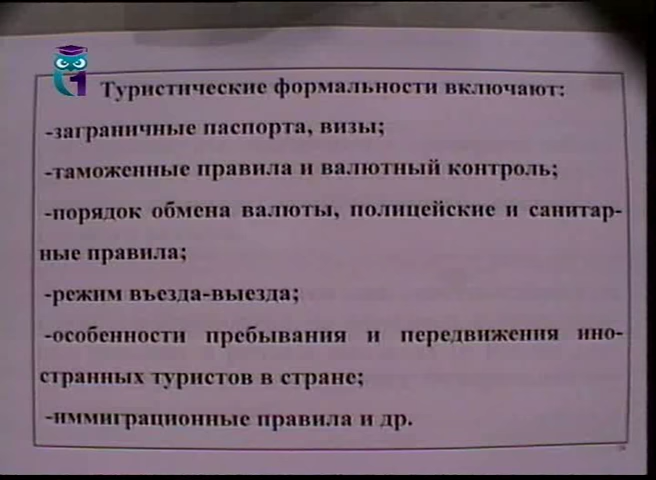 1
Туристические формальности включают:
-заграничные паспорта, визы;
-таможенные правила и валютный контроль;
-порядок обмена валюты, полицейские и санитар-
ные правила;
-режим въезда-выезда;
-особенности пребывания и передвижения ино-
странных туристов в стране;
-иммиграционные правила и др.